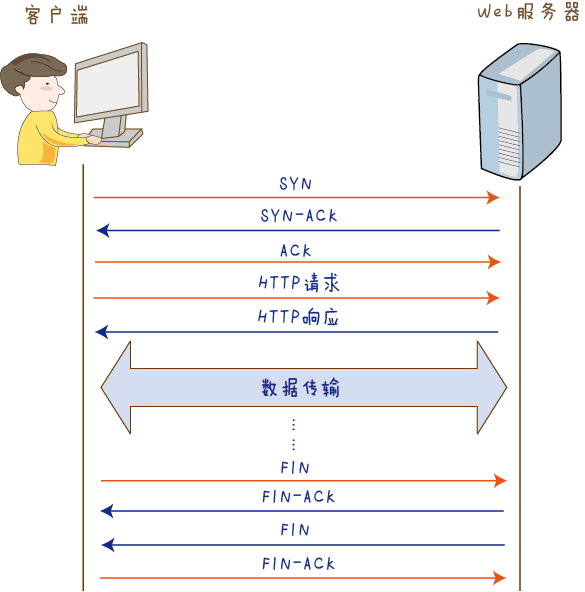 客户端
Web服务器
SYN
SYN-ACK
ACK
HTTP请求
HTTP响应
数据传输
……
FIN
FIN-ACK
FIN
FIN-ACK